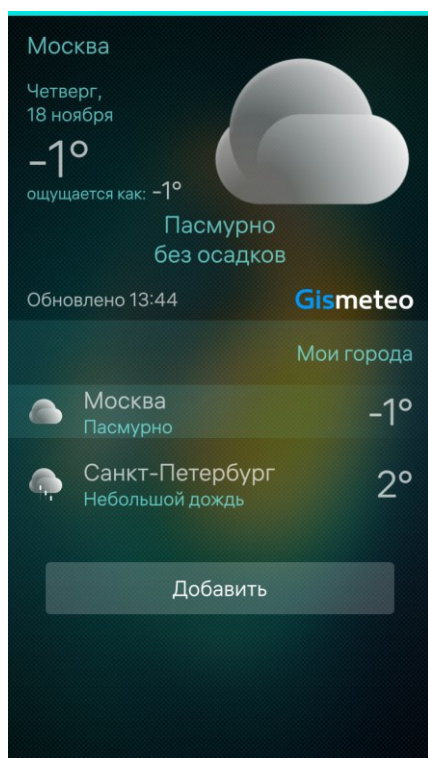 Москва
Четверг,
18 ноября
-1°
ощущается как: -1°
Пасмурно
без осадков
Обновлено 13:44
Gismeteo
Мои города
Москва
-1°
Пасмурно
Санкт-Петербург
2°
Небольшой дождь
Добавить